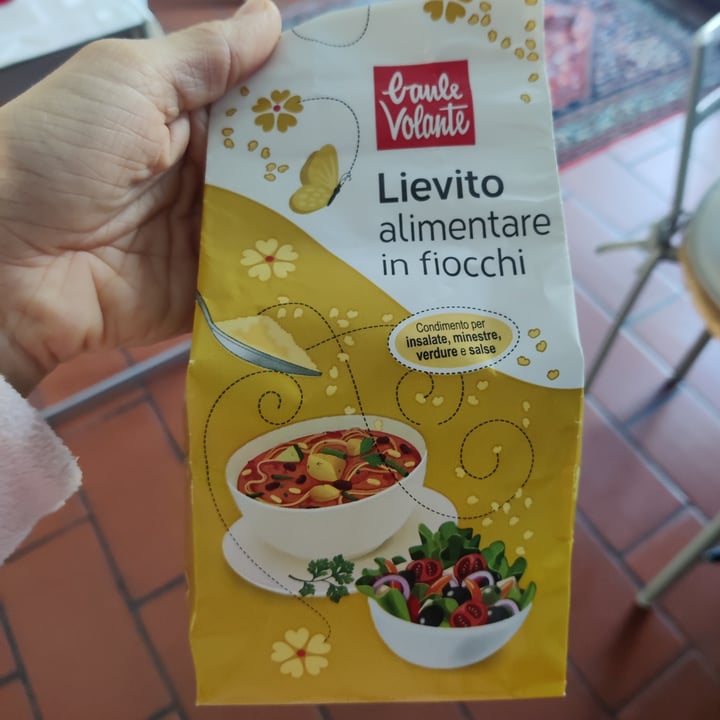 baule
Volante
Lievito
alimentare
in fiocchi
Condimento per
insalate, minestre,
verdure e salse